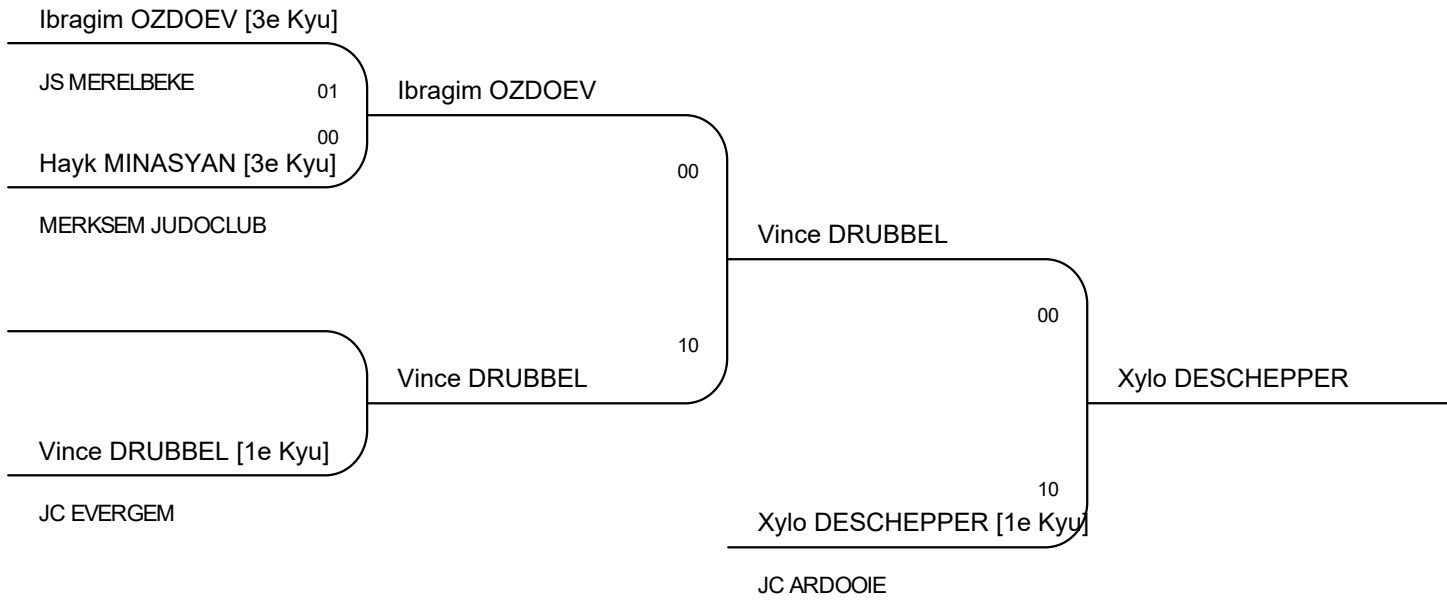 Ibragim OZDOEV [3e Kyu]
JS MERELBEKE
01
Ibragim OZDOEV
00
Hayk MINASYAN [3e Kyu]
00
MERKSEM JUDOCLUB
Vince DRUBBEL
00
10
Vince DRUBBEL
Xylo DESCHEPPER
Vince DRUBBEL [1e Kyu]
10
JC EVERGEM
Xylo DESCHEPPER [1e Kyu]
JC ARDOOIE